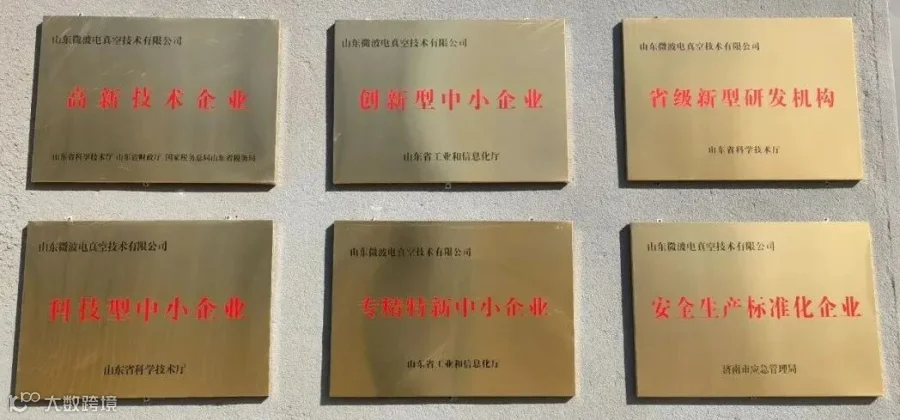 山东微波电真空技术有限公司
高新技术企业
山东省科学技术厅 山东省财政厅 国家税务总局山东省税务局
山东微波电真空技术有限公司
创新型中小企业
山东省工业和信息化厅
山东微波电真空技术有限公司
省级新型研发机构
山东省科学技术厅
山东微波电真空技术有限公司
科技型中小企业
山东省科学技术厅
山东微波电真空技术有限公司
专精特新中小企业
山东省工业和信息化厅
山东微波电真空技术有限公司
安全生产标准化企业
济南市应急管理局
大数跨境